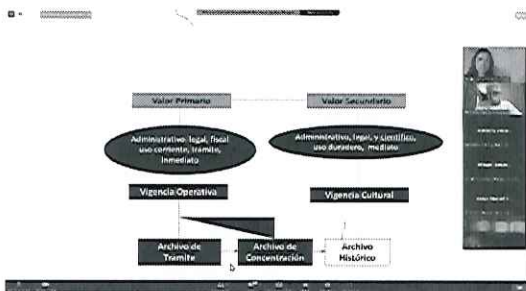 Valor Primario
Valor Secundario
Administrativo, legal, fiscal
uso corriente, trámite,
inmediato
Administrativo, legal, y científico,
uso duradero, mediato
Vigencia Operativa
Vigencia Cultural
Archivo de
Trámite
Archivo de
Concentración
Archivo
Histórico